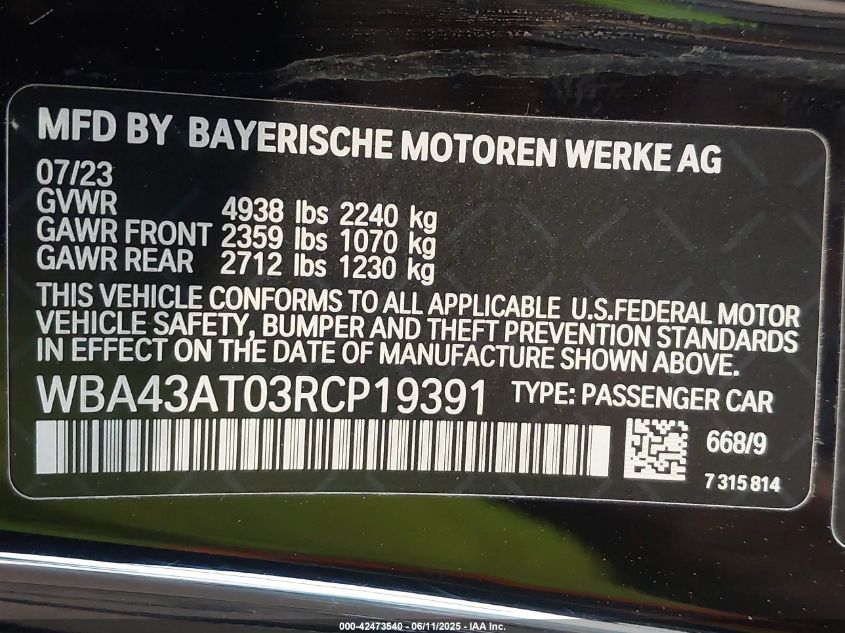 MFD BY BAYERISCHE MOTOREN WERKE AG
07/23
GVWR 4938 lbs 2240 kg
GAWR FRONT 2359 lbs 1070 kg
GAWR REAR 2712 lbs 1230 kg
THIS VEHICLE CONFORMS TO ALL APPLICABLE U.S.FEDERAL MOTOR
VEHICLE SAFETY, BUMPER AND THEFT PREVENTION STANDARDS
IN EFFECT ON THE DATE OF MANUFACTURE SHOWN ABOVE.
WBA43AT03RCP19391 TYPE: PASSENGER CAR
668/9
7 315 814
000-42473540 - 06/11/2025 - IAA Inc.